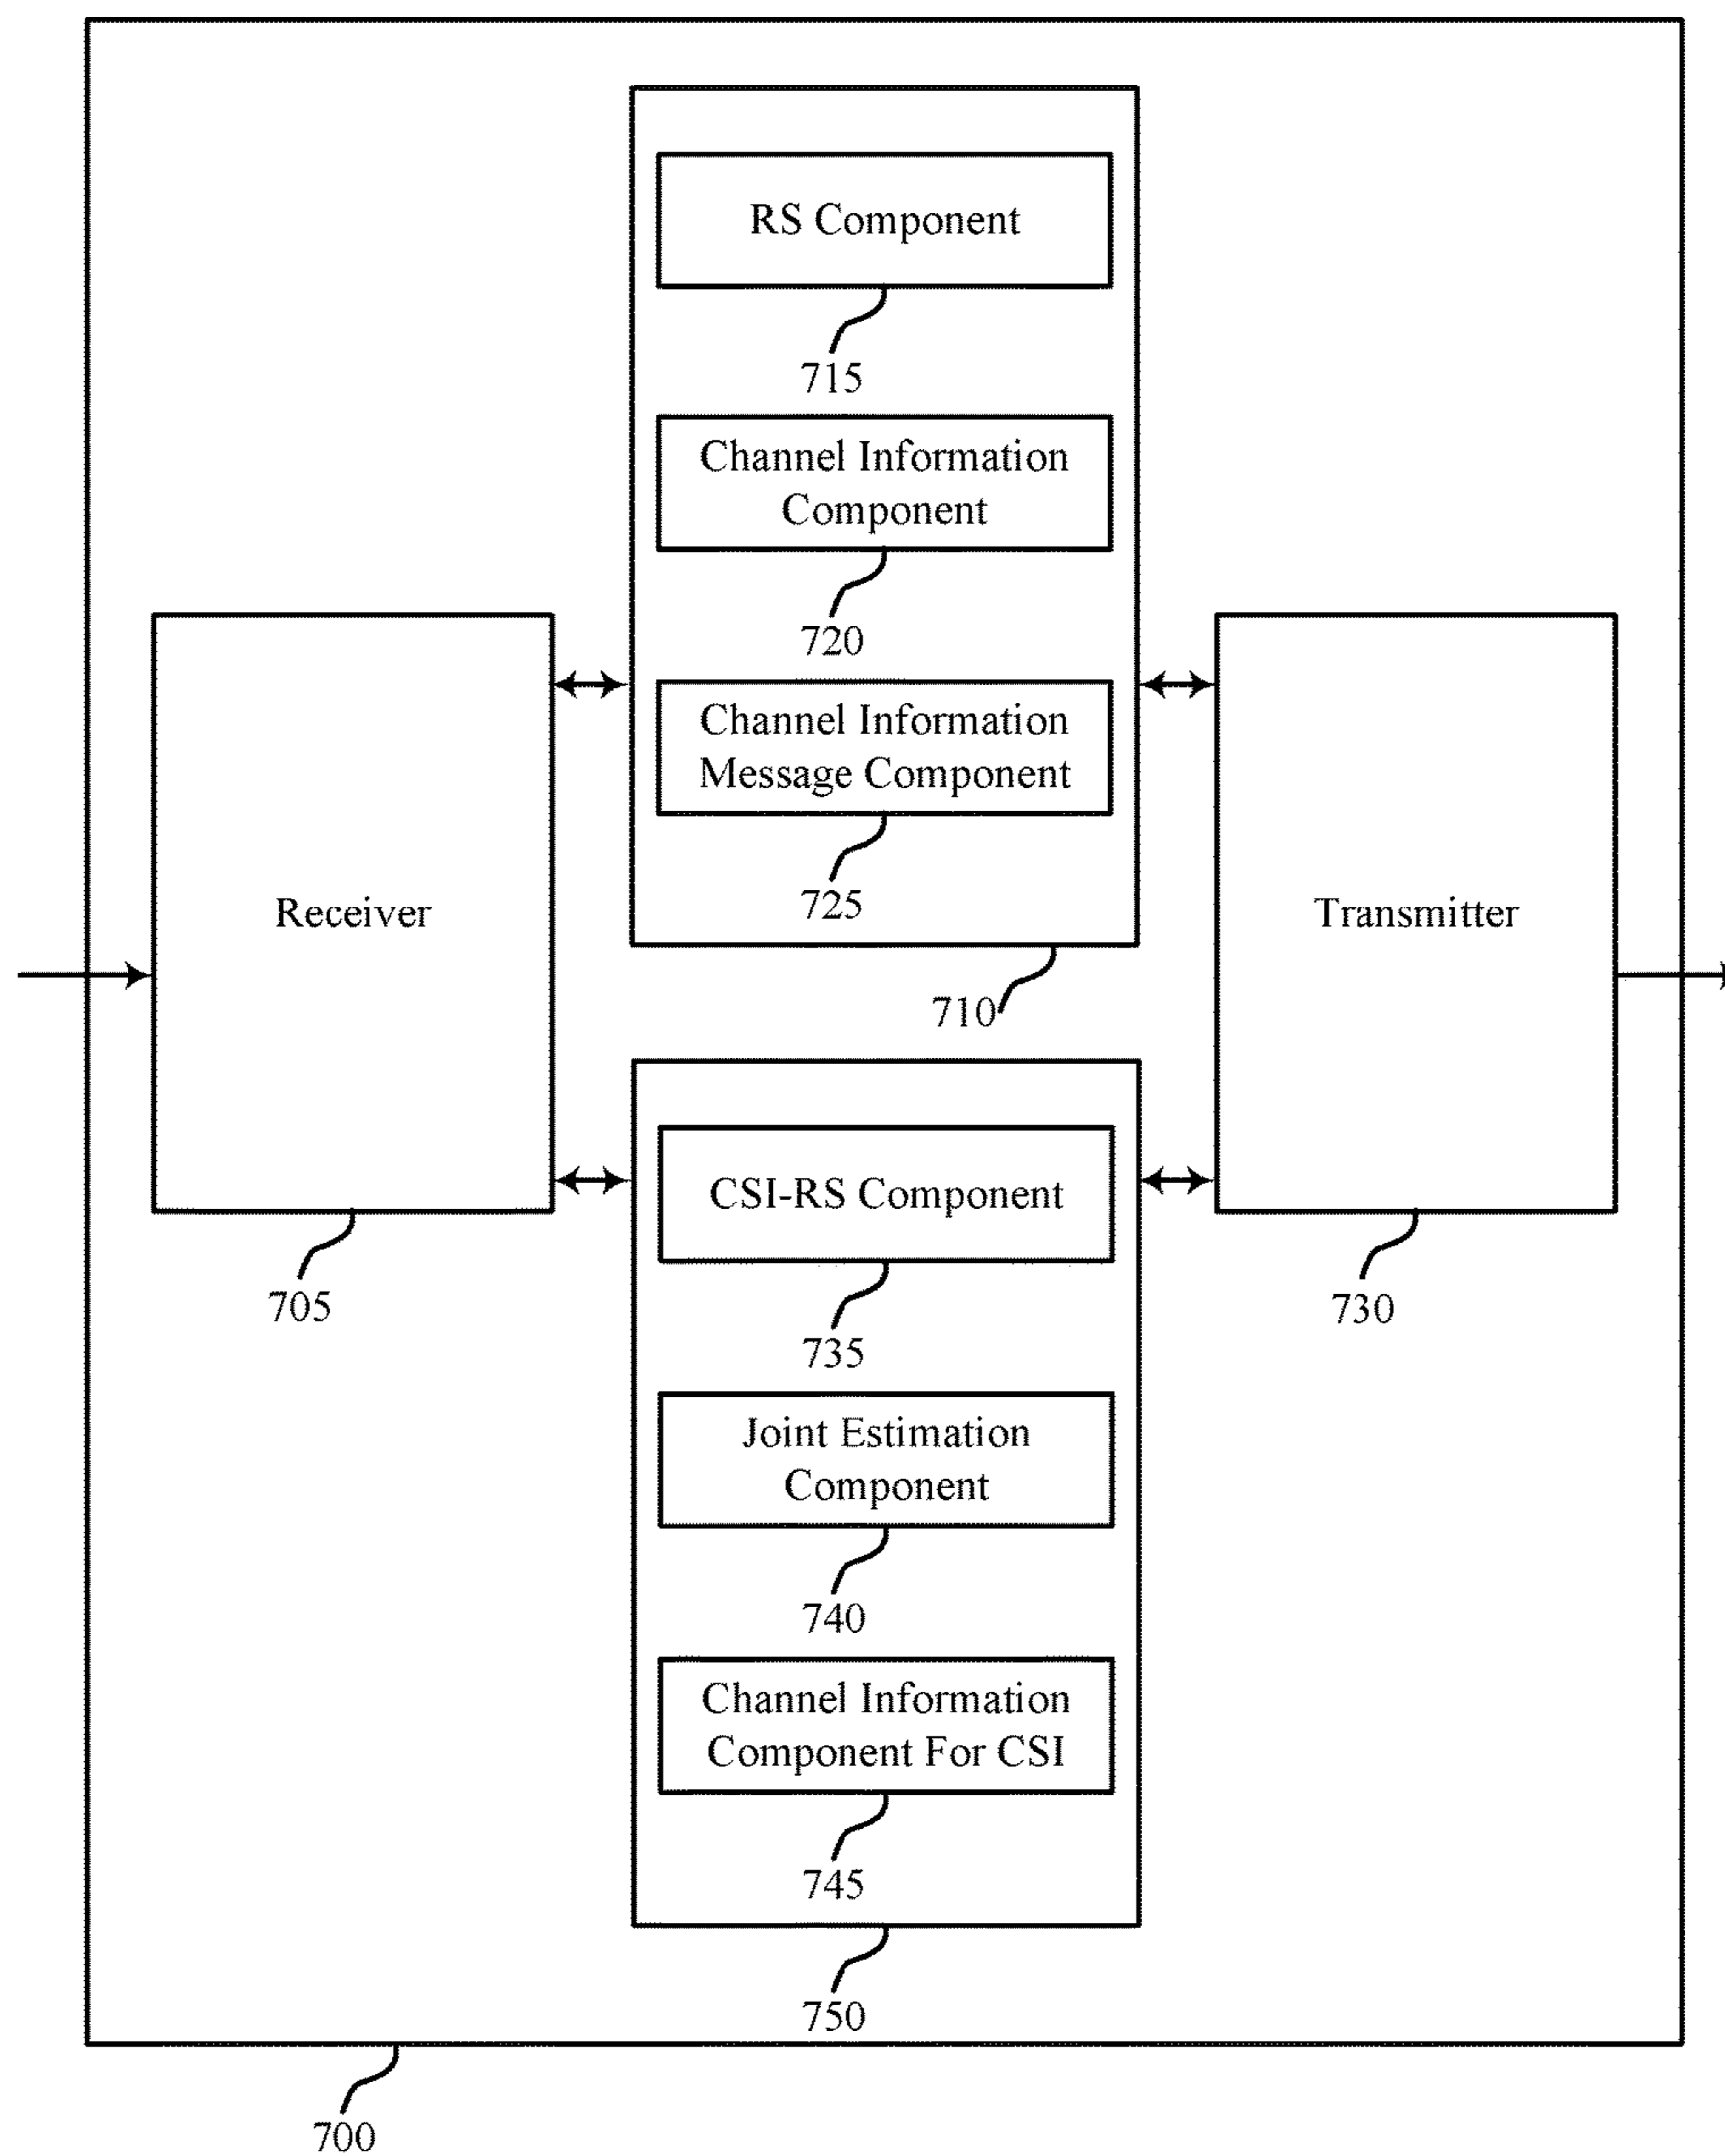 RS Component
715
Channel Information
Component
720
Channel Information
Message Component
725
710
Receiver
705
Transmitter
730
CSI-RS Component
735
Joint Estimation
Component
740
Channel Information
Component For CSI
745
750
700